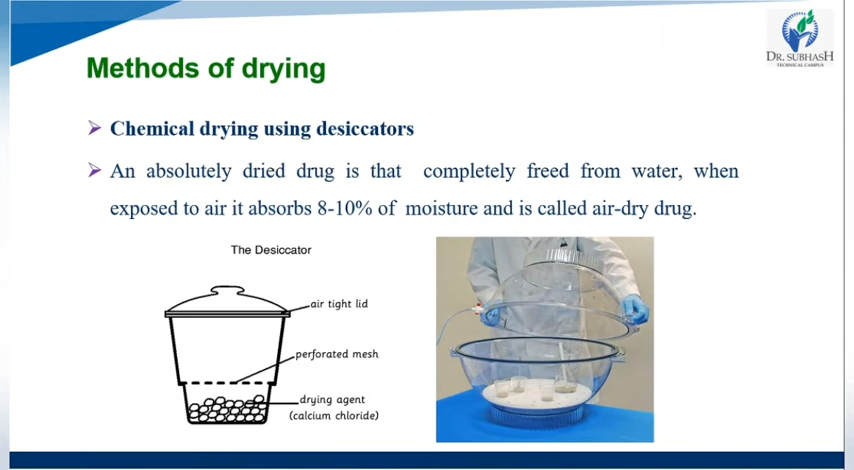 DR. SUBHASH
TECHNICAL CAMPUS
Methods of drying
Chemical drying using desiccators
An absolutely dried drug is that completely freed from water, when
exposed to air it absorbs 8-10% of moisture and is called air-dry drug.
The Desiccator
air tight lid
perforated mesh
drying agent
(calcium chloride)